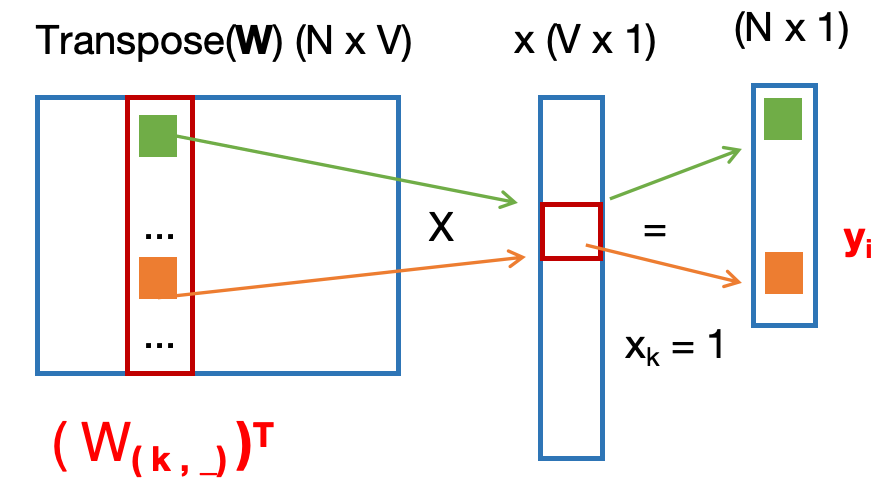 Transpose(W) (N x V)
x (V x 1)
(N x 1)
...
X
=
yi
...
xk = 1
( W( k , _) )T